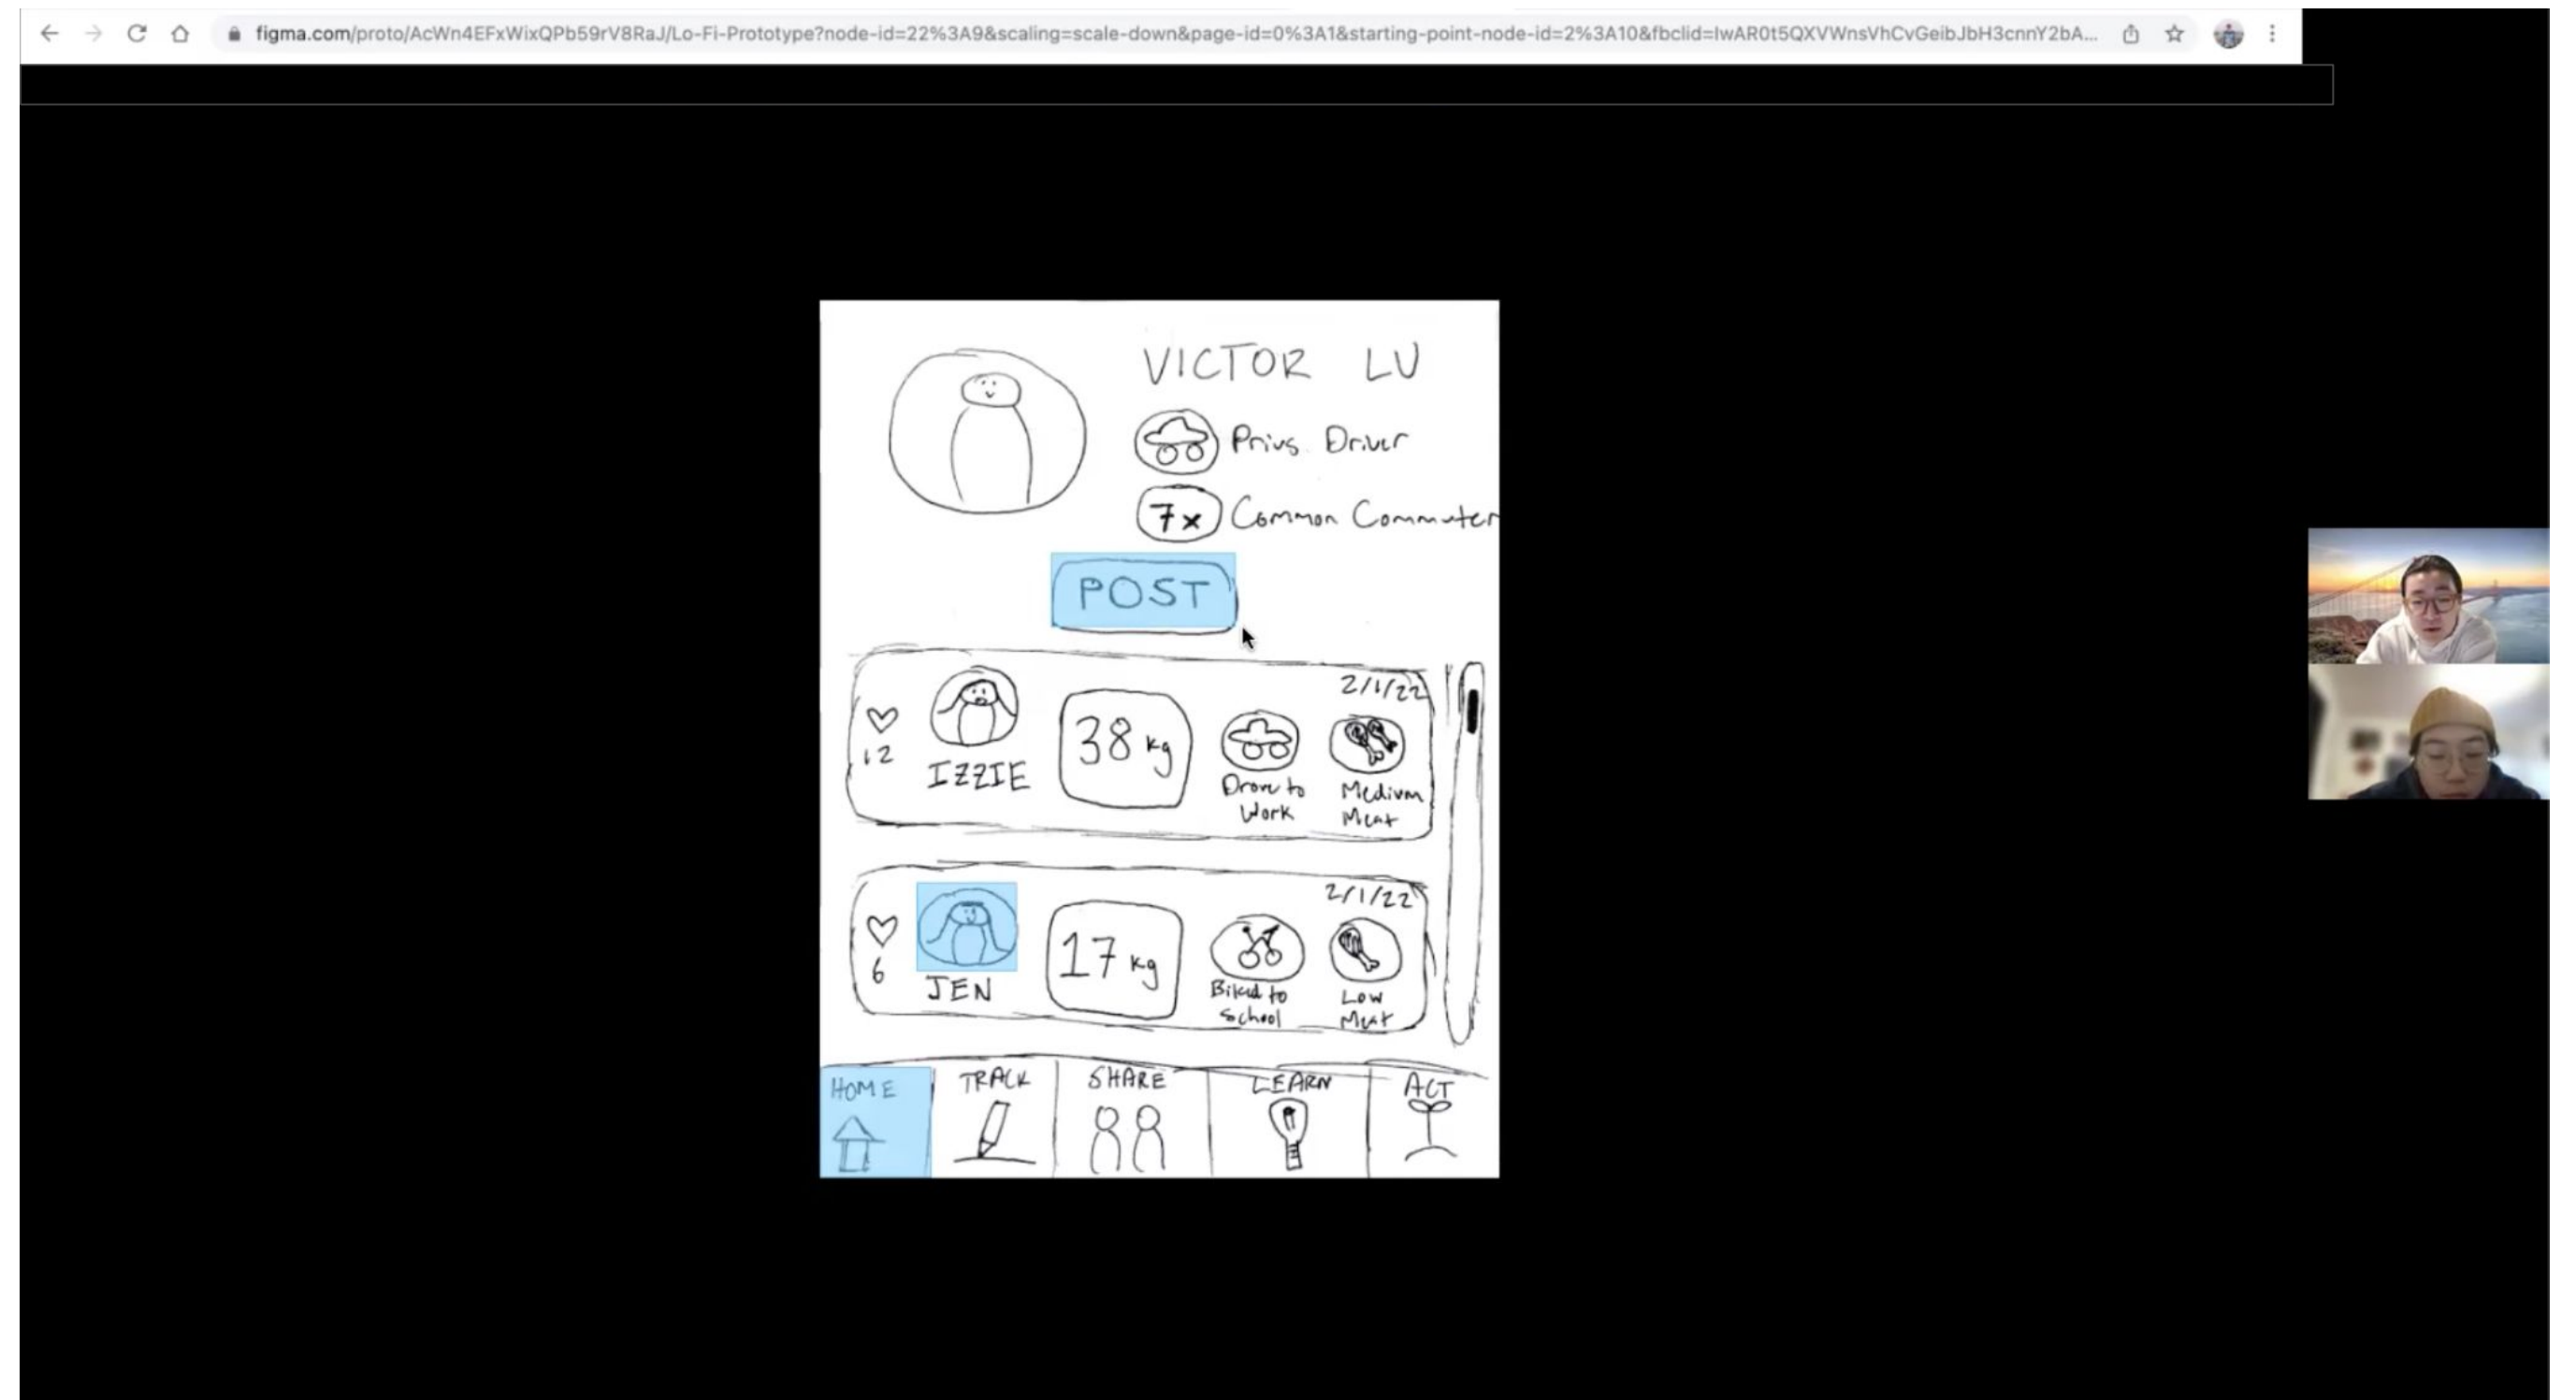 figma.com/proto/AcWn4EFxWixQPb59rV8RaJ/Lo-Fi-Prototype?node-id=22%3A9&scaling=scale-down&page-id=0%3A1&starting-point-node-id=2%3A10&fbclid=IwAR0t5QXVWnsVhCvGeibJbH3cnnY2bA...
VICTOR LU
Prius Driver
7x Common Commuter
POST
2/1/22
12
IZZIE
38 kg
Drove to
Work
Medium
Meat
2/1/22
6
JEN
17 kg
Biked to
School
Low
Meat
HOME TRACK SHARE LEARN ACT